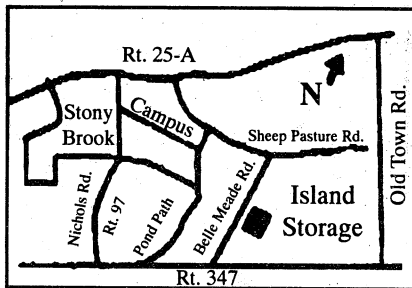 Rt. 25-A
N
Stony
Brook
Campus
Sheep Pasture Rd.
Old Town Rd.
Nichols Rd.
Rt. 97
Pond Path
Belle Meade Rd.
Island
Storage
Rt. 347